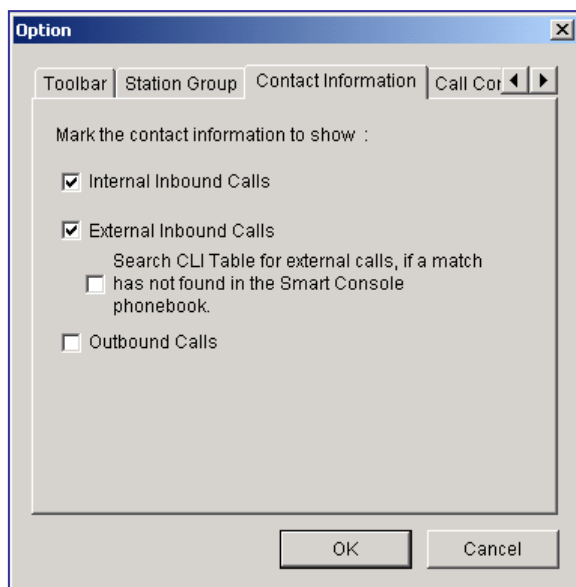 Option
Toolbar Station Group Contact Information Call Cor
Mark the contact information to show :
Internal Inbound Calls
External Inbound Calls
Search CLI Table for external calls, if a match
has not found in the Smart Console
phonebook.
Outbound Calls
OK Cancel